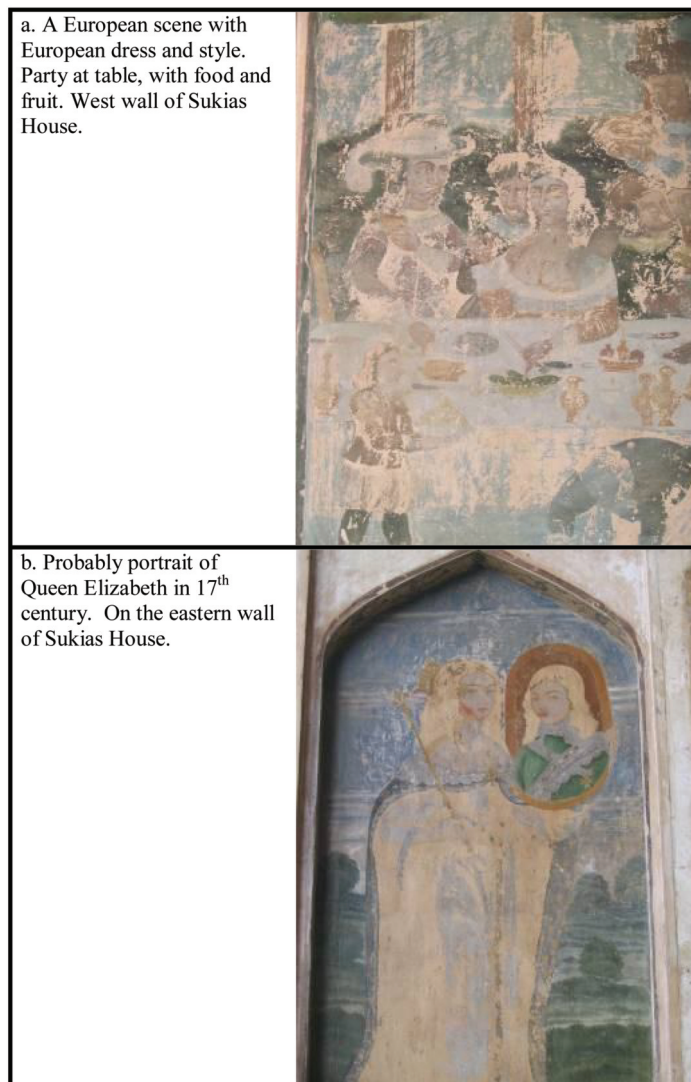 a. A European scene with
European dress and style.
Party at table, with food and
fruit. West wall of Sukias
House.
b. Probably portrait of
Queen Elizabeth in 17th
century.  On the eastern wall
of Sukias House.